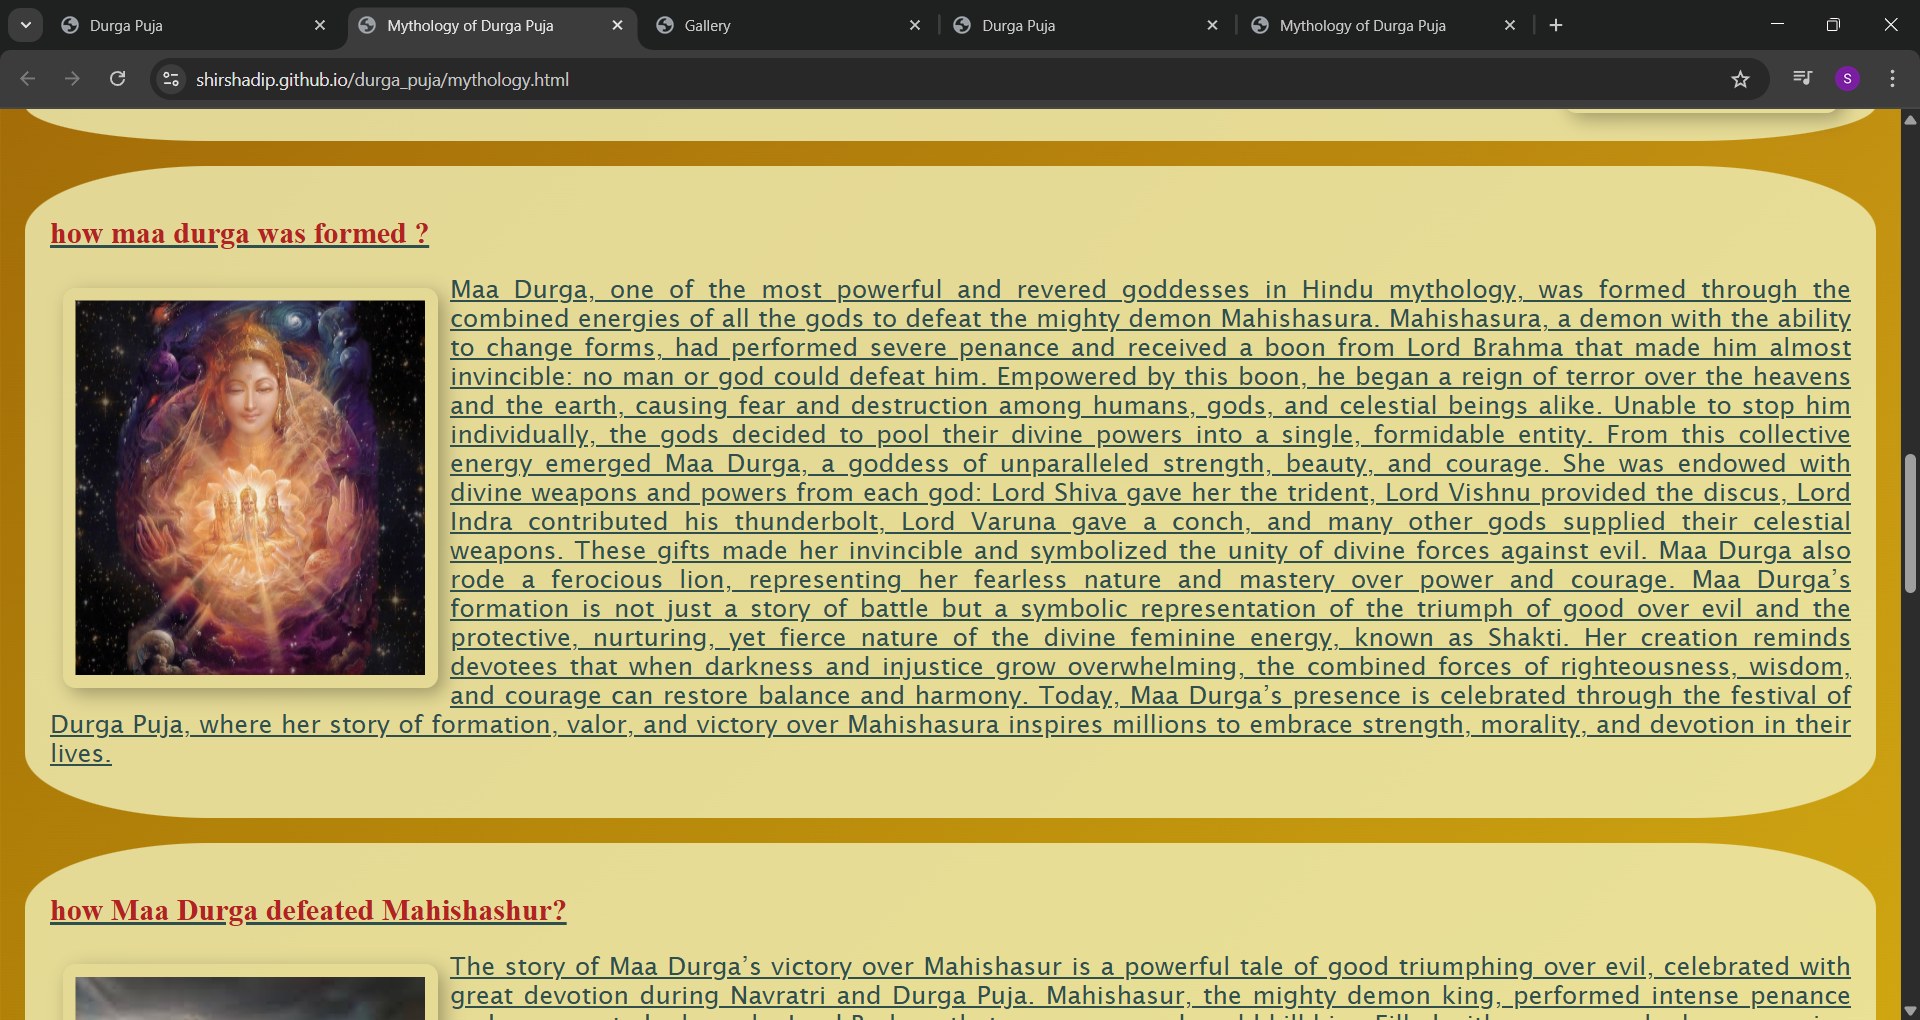 Durga Puja
Mythology of Durga Puja
Gallery
Durga Puja
Mythology of Durga Puja
shirshadip.github.io/durga_puja/mythology.html
S
how maa durga was formed ?
Maa Durga, one of the most powerful and revered goddesses in Hindu mythology, was formed through the
combined energies of all the gods to defeat the mighty demon Mahishasura. Mahishasura, a demon with the ability
to change forms, had performed severe penance and received a boon from Lord Brahma that made him almost
invincible: no man or god could defeat him. Empowered by this boon, he began a reign of terror over the heavens
and the earth, causing fear and destruction among humans, gods, and celestial beings alike. Unable to stop him
individually, the gods decided to pool their divine powers into a single, formidable entity. From this collective
energy emerged Maa Durga, a goddess of unparalleled strength, beauty, and courage. She was endowed with
divine weapons and powers from each god: Lord Shiva gave her the trident, Lord Vishnu provided the discus, Lord
Indra contributed his thunderbolt, Lord Varuna gave a conch, and many other gods supplied their celestial
weapons. These gifts made her invincible and symbolized the unity of divine forces against evil. Maa Durga also
rode a ferocious lion, representing her fearless nature and mastery over power and courage. Maa Durga’s
formation is not just a story of battle but a symbolic representation of the triumph of good over evil and the
protective, nurturing, yet fierce nature of the divine feminine energy, known as Shakti. Her creation reminds
devotees that when darkness and injustice grow overwhelming, the combined forces of righteousness, wisdom,
and courage can restore balance and harmony. Today, Maa Durga’s presence is celebrated through the festival of
Durga Puja, where her story of formation, valor, and victory over Mahishasura inspires millions to embrace strength, morality, and devotion in their
lives.
how Maa Durga defeated Mahishashur?
The story of Maa Durga’s victory over Mahishasur is a powerful tale of good triumphing over evil, celebrated with
great devotion during Navratri and Durga Puja. Mahishasur, the mighty demon king, performed intense penance